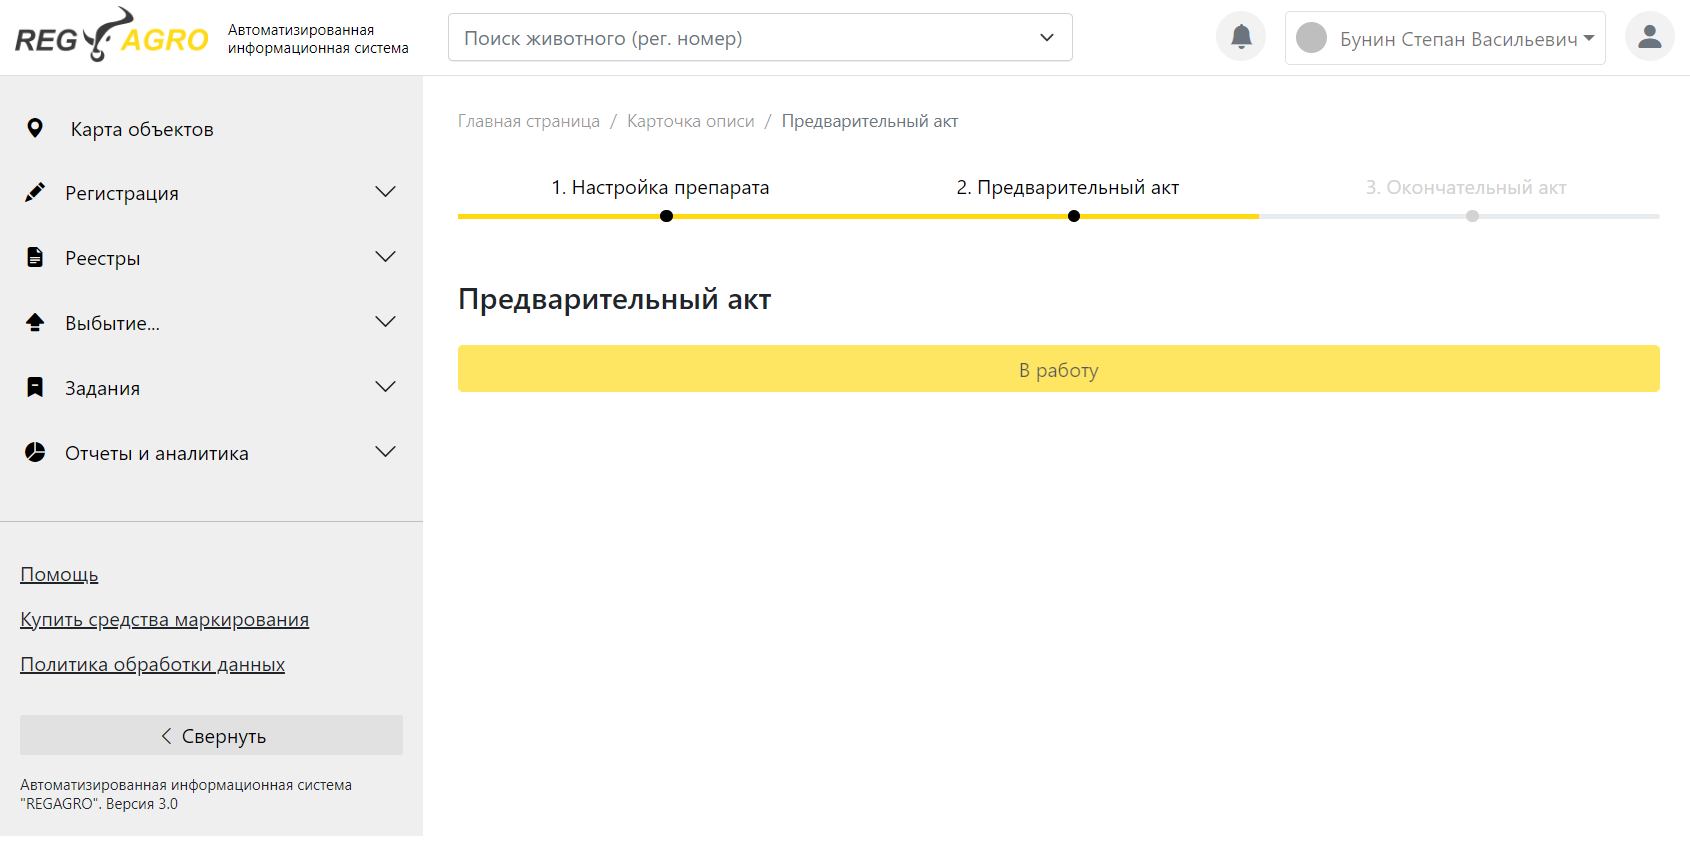 REG AGRO
Автоматизированная
информационная система
Поиск животного (рег. номер)
Бунин Степан Васильевич
Карта объектов
Регистрация
Реестры
Выбытие...
Задания
Отчеты и аналитика
Помощь
Купить средства маркирования
Политика обработки данных
Свернуть
Автоматизированная информационная система
"REGAGRO". Версия 3.0
Главная страница / Карточка описи / Предварительный акт
1. Настройка препарата
2. Предварительный акт
3. Окончательный акт
Предварительный акт
В работу